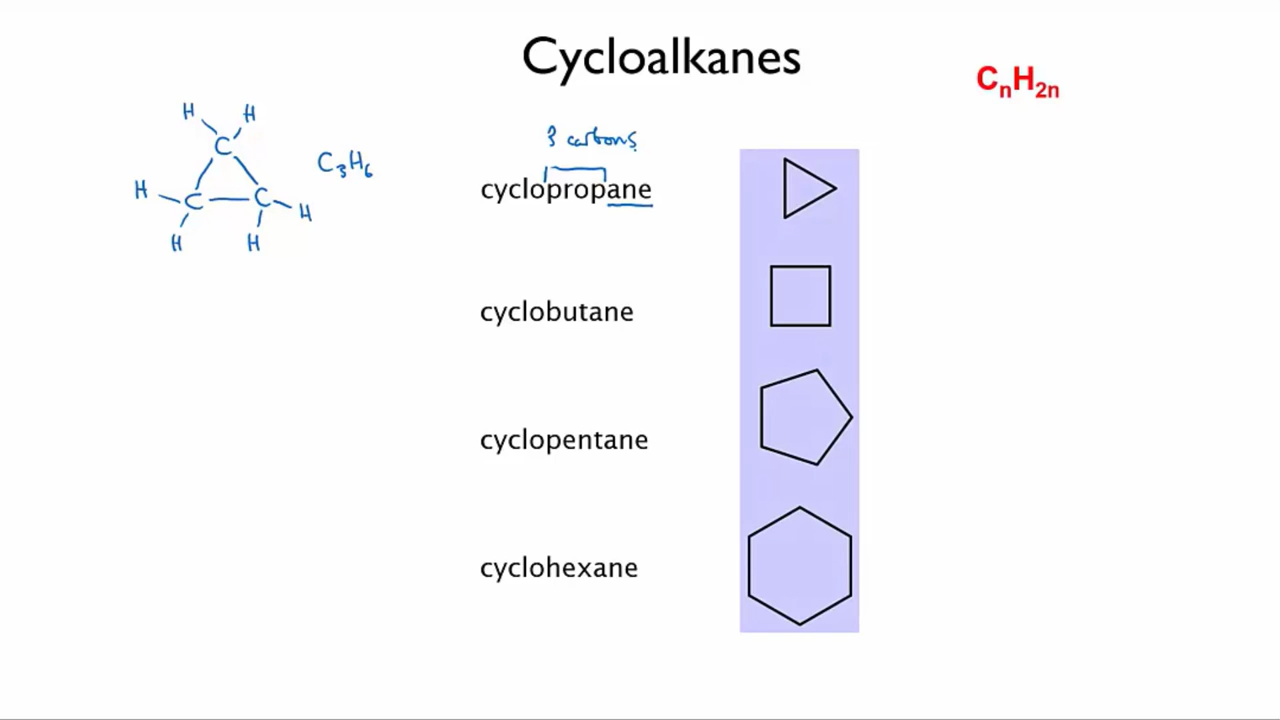 Cycloalkanes
CₙH₂ₙ
H H
C
C₃H₆
H C C H
H H
3 carbons
cyclopropane
cyclobutane
cyclopentane
cyclohexane